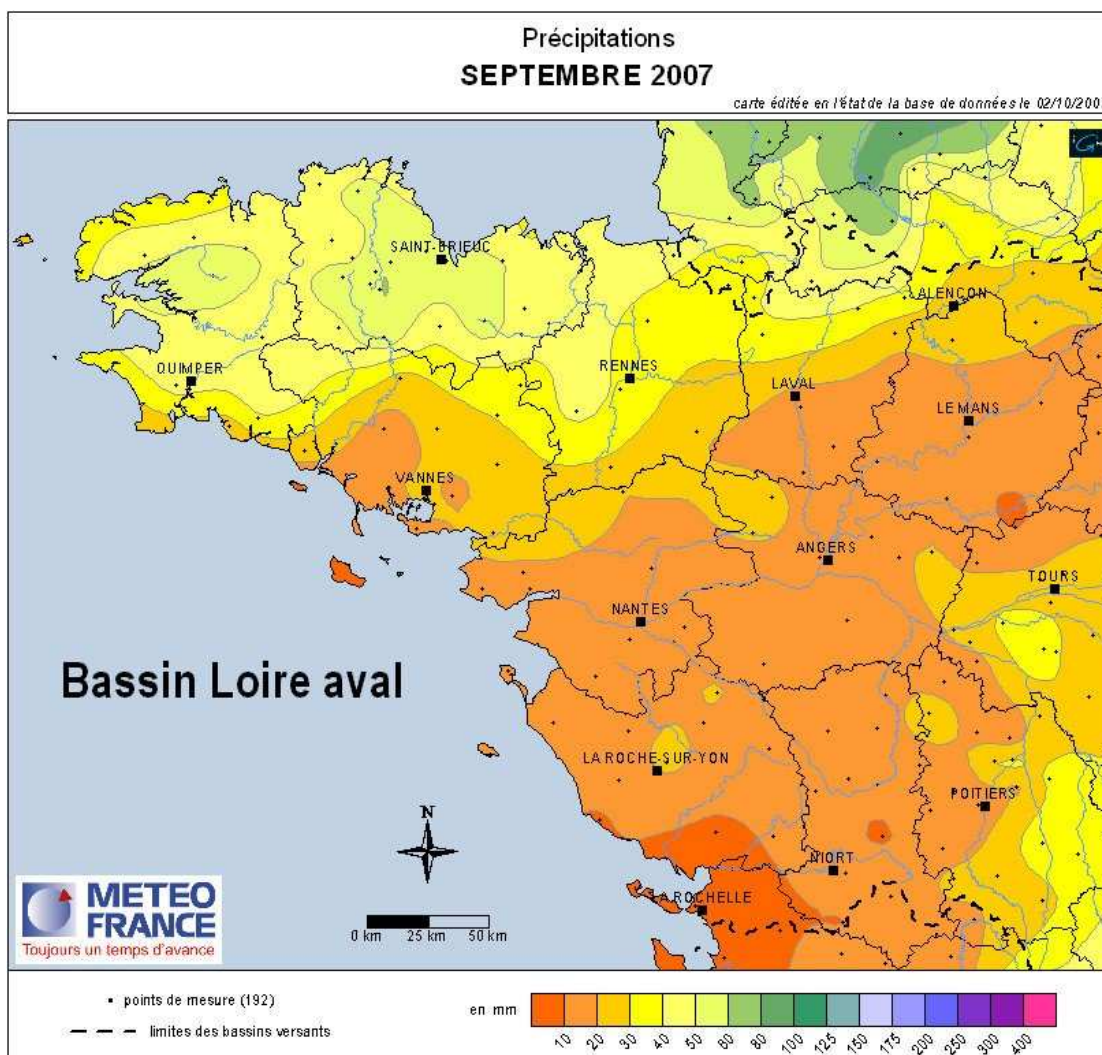 Précipitations
SEPTEMBRE 2007
carte éditée en l'état de la base de données le 02/10/200
SAINT-BRIEUC
ALENÇON
QUIMPER
RENNES
LAVAL
LE MANS
VANNES
ANGERS
TOURS
NANTES
Bassin Loire aval
LA ROCHE-SUR-YON
POITIERS
N
NIORT
LA ROCHELLE
METEO
FRANCE
Toujours un temps d'avance
0 km 25 km 50 km
points de mesure (192)
limites des bassins versants
en mm
10 20 30 40 50 60 80 100 125 150 175 200 250 300 400